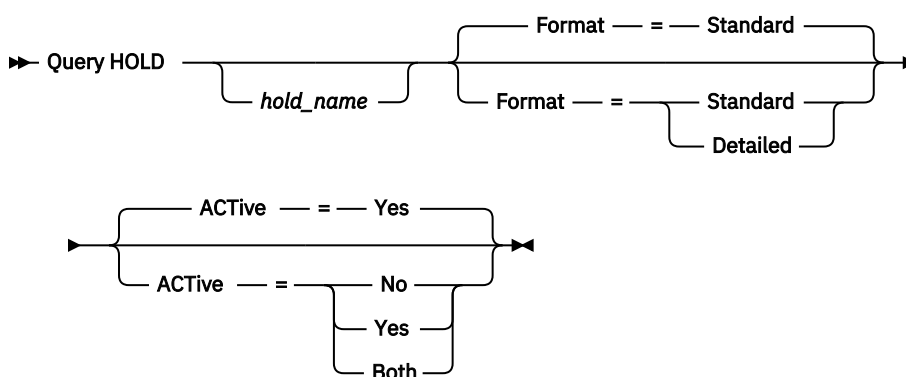 Format = Standard
Query HOLD
hold_name
Format = Standard
Detailed
ACTive = Yes
ACTive = No
Yes
Both